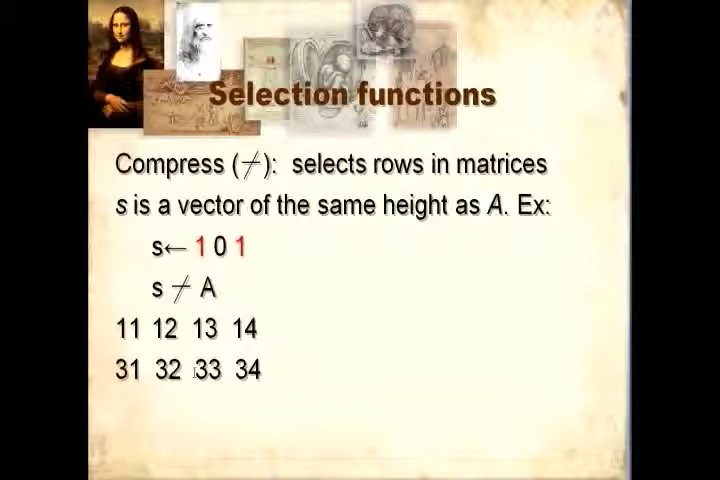 Selection functions
Compress (⌿): selects rows in matrices
s is a vector of the same height as A. Ex:
s← 1 0 1
s ⌿ A
11 12 13 14
31 32 33 34